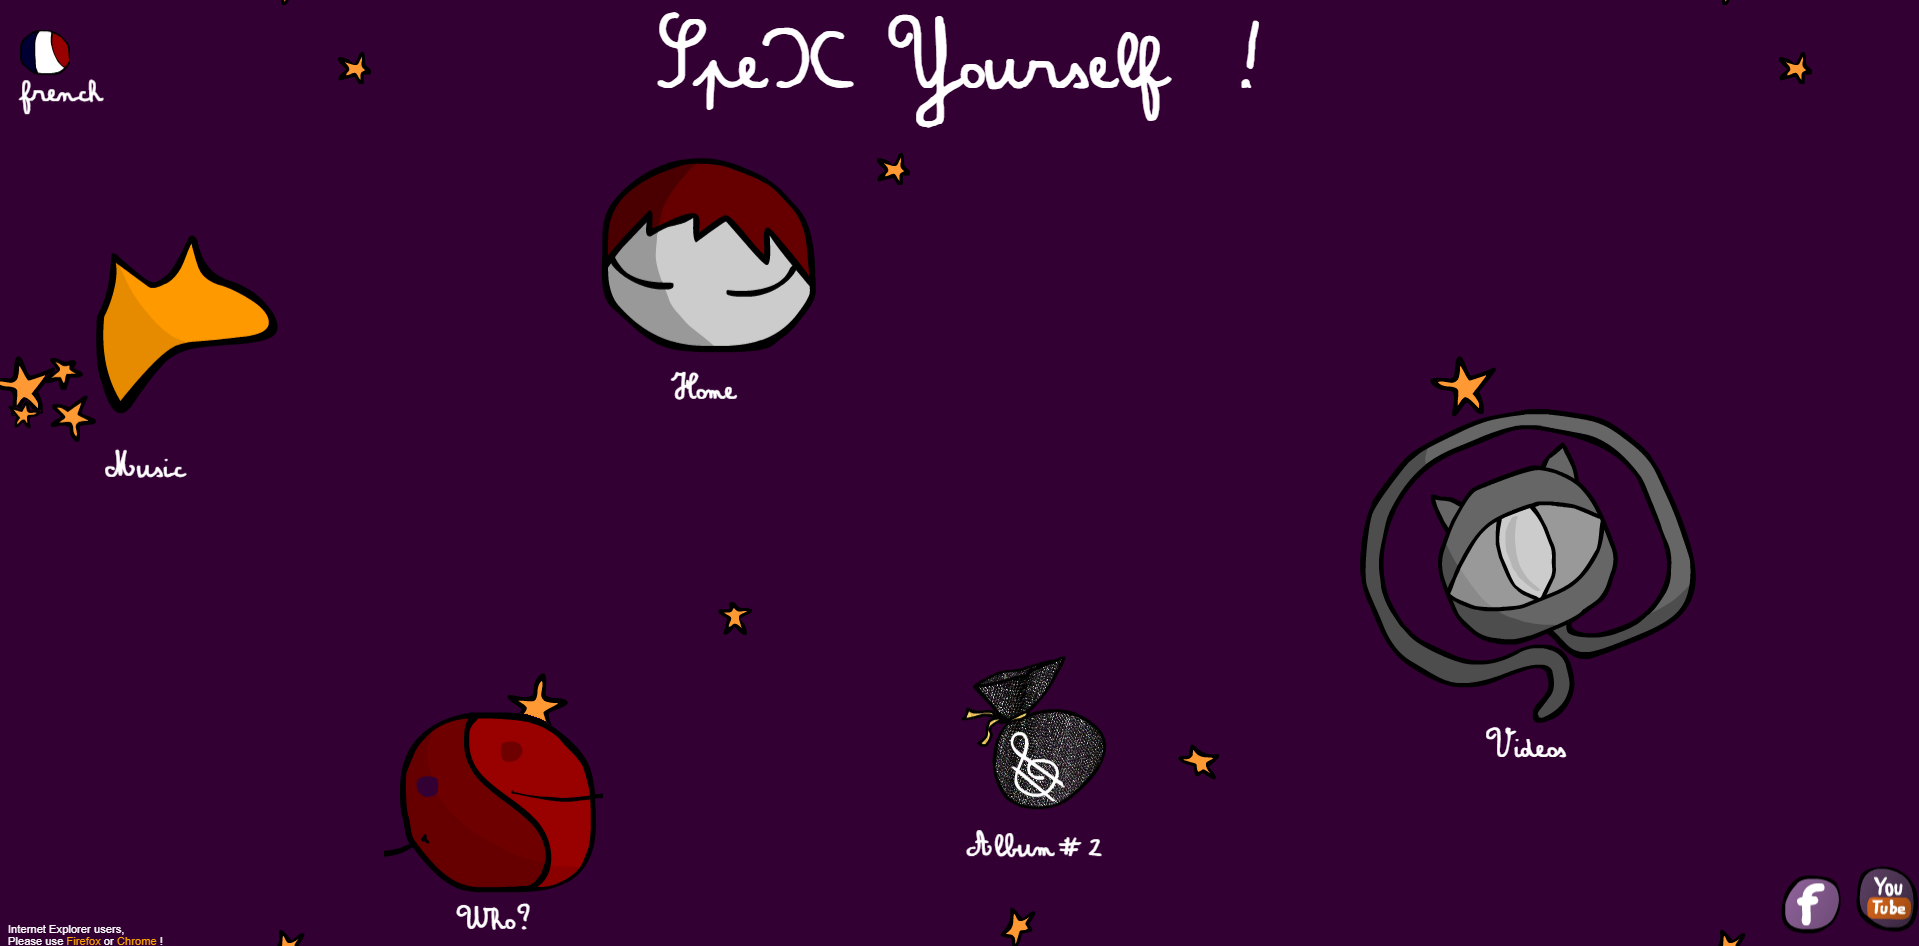 SpeX Yourself !
french
Home
Music
Videos
Album # 2
Who?
f
You
Tube
Internet Explorer users,
Please use Firefox or Chrome !